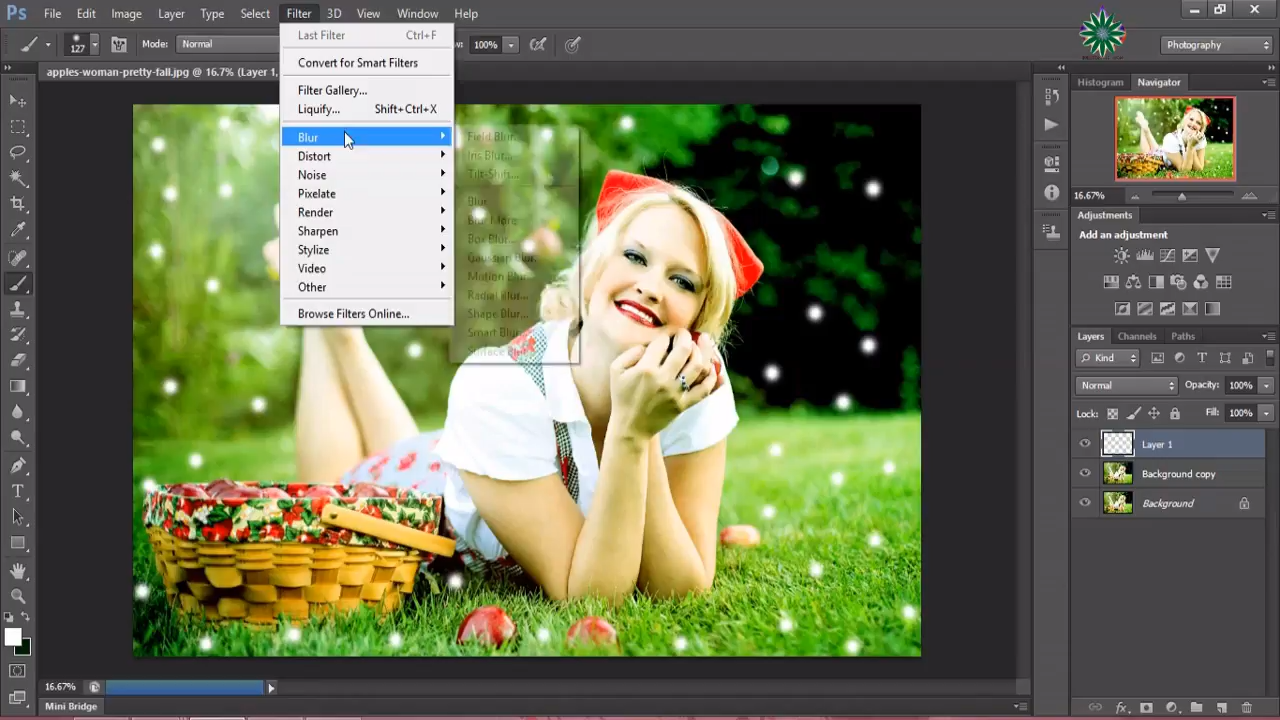 Ps File Edit Image Layer Type Select Filter 3D View Window Help
127 Mode: Normal 100% Photography
apples-woman-pretty-fall.jpg @ 16.7% (Layer 1,
Last Filter Ctrl+F
Convert for Smart Filters
Filter Gallery...
Liquify... Shift+Ctrl+X
Blur
Distort
Noise
Pixelate
Render
Sharpen
Stylize
Video
Other
Browse Filters Online...
Field Blur...
Iris Blur...
Tilt-Shift...
Blur
Blur More
Box Blur...
Gaussian Blur...
Motion Blur...
Radial Blur...
Shape Blur...
Smart Blur...
Surface Blur...
Histogram Navigator
16.67%
Adjustments
Add an adjustment
Layers Channels Paths
Kind
Normal Opacity: 100%
Lock: Fill: 100%
Layer 1
Background copy
Background
16.67%
Mini Bridge